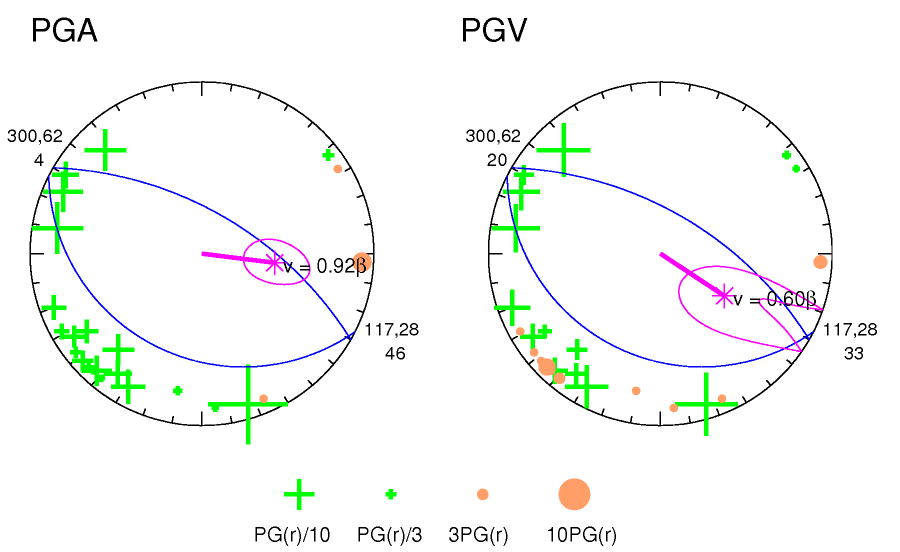 PGA
PGV
300,62
4
v = 0.92β
117,28
46
300,62
20
v = 0.60β
117,28
33
PG(r)/10 PG(r)/3 3PG(r) 10PG(r)